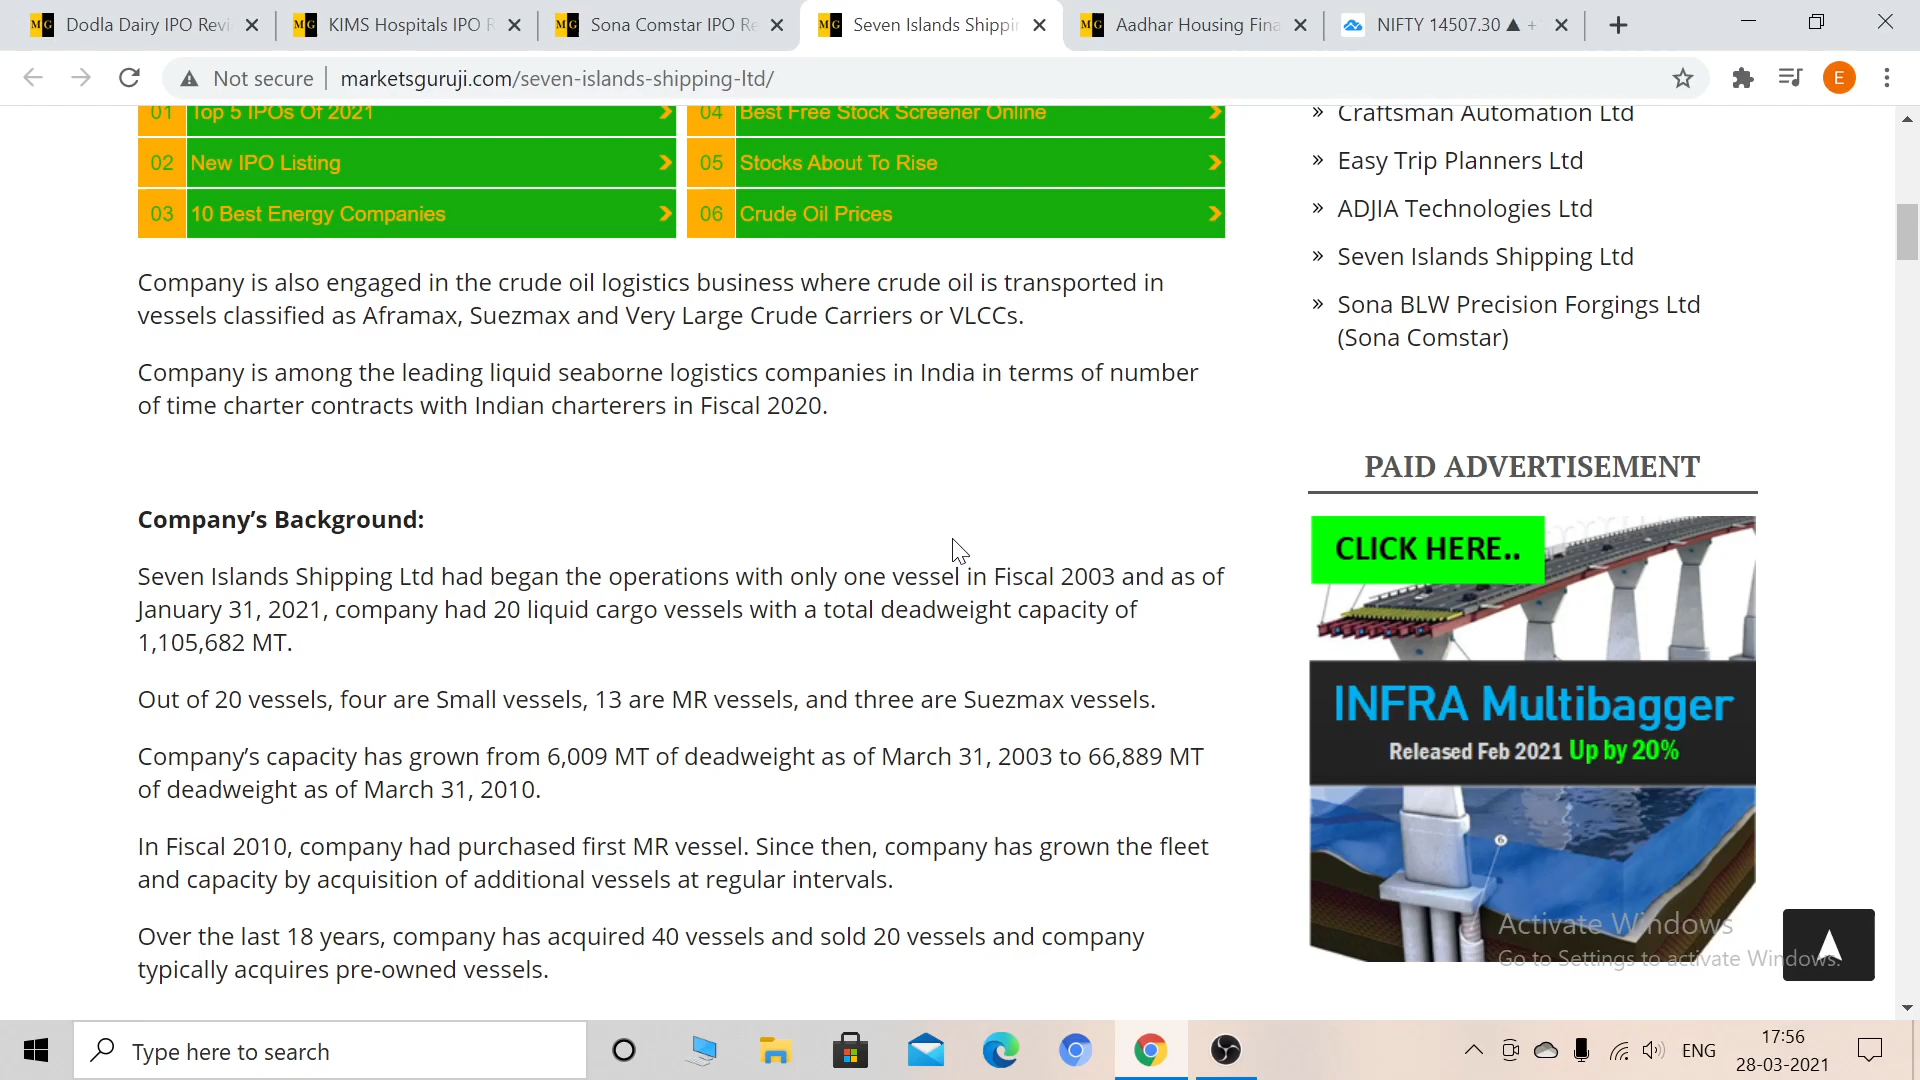 MG Dodla Dairy IPO Revi
MG KIMS Hospitals IPO R
MG Sona Comstar IPO Re
MG Seven Islands Shippin
MG Aadhar Housing Fina
NIFTY 14507.30 ▲ +
Not secure
marketsguruji.com/seven-islands-shipping-ltd/
E
01 Top 5 IPOs Of 2021
04 Best Free Stock Screener Online
02 New IPO Listing
05 Stocks About To Rise
03 10 Best Energy Companies
06 Crude Oil Prices
Company is also engaged in the crude oil logistics business where crude oil is transported in
vessels classified as Aframax, Suezmax and Very Large Crude Carriers or VLCCs.
Company is among the leading liquid seaborne logistics companies in India in terms of number
of time charter contracts with Indian charterers in Fiscal 2020.
Company’s Background:
Seven Islands Shipping Ltd had began the operations with only one vessel in Fiscal 2003 and as of
January 31, 2021, company had 20 liquid cargo vessels with a total deadweight capacity of
1,105,682 MT.
Out of 20 vessels, four are Small vessels, 13 are MR vessels, and three are Suezmax vessels.
Company’s capacity has grown from 6,009 MT of deadweight as of March 31, 2003 to 66,889 MT
of deadweight as of March 31, 2010.
In Fiscal 2010, company had purchased first MR vessel. Since then, company has grown the fleet
and capacity by acquisition of additional vessels at regular intervals.
Over the last 18 years, company has acquired 40 vessels and sold 20 vessels and company
typically acquires pre-owned vessels.
» Craftsman Automation Ltd
» Easy Trip Planners Ltd
» ADJIA Technologies Ltd
» Seven Islands Shipping Ltd
» Sona BLW Precision Forgings Ltd
(Sona Comstar)
PAID ADVERTISEMENT
CLICK HERE..
INFRA Multibagger
Released Feb 2021 Up by 20%
6
Activate Windows
Go to Settings to activate Windows.
Type here to search
ENG
17:56
28-03-2021